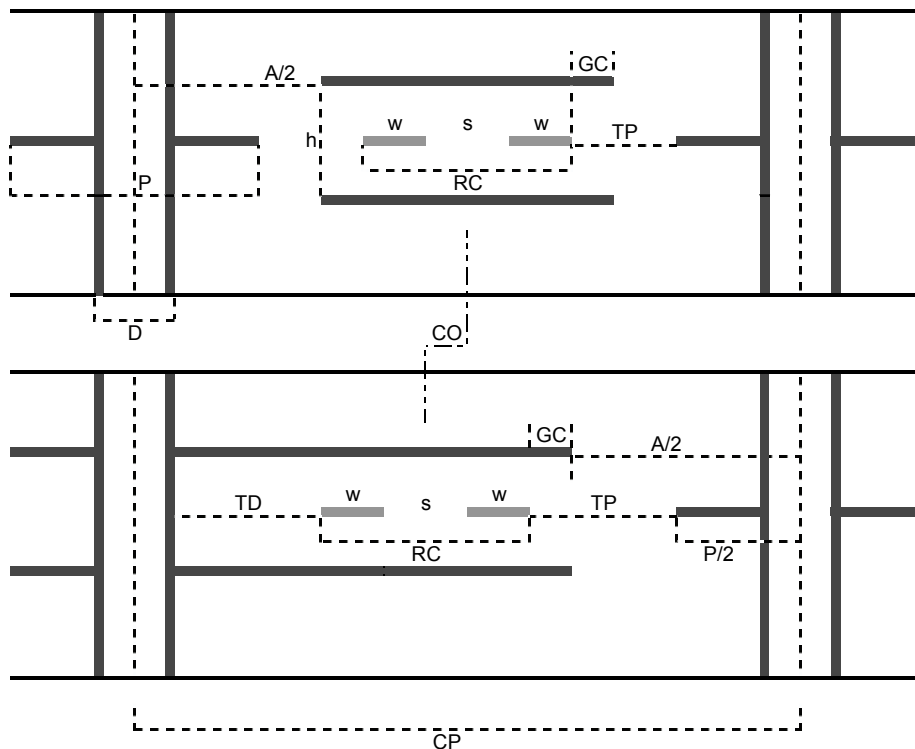 GC
A/2
w s w
h TP
P RC
D
CO
GC
A/2
w s w
TD TP
RC P/2
CP